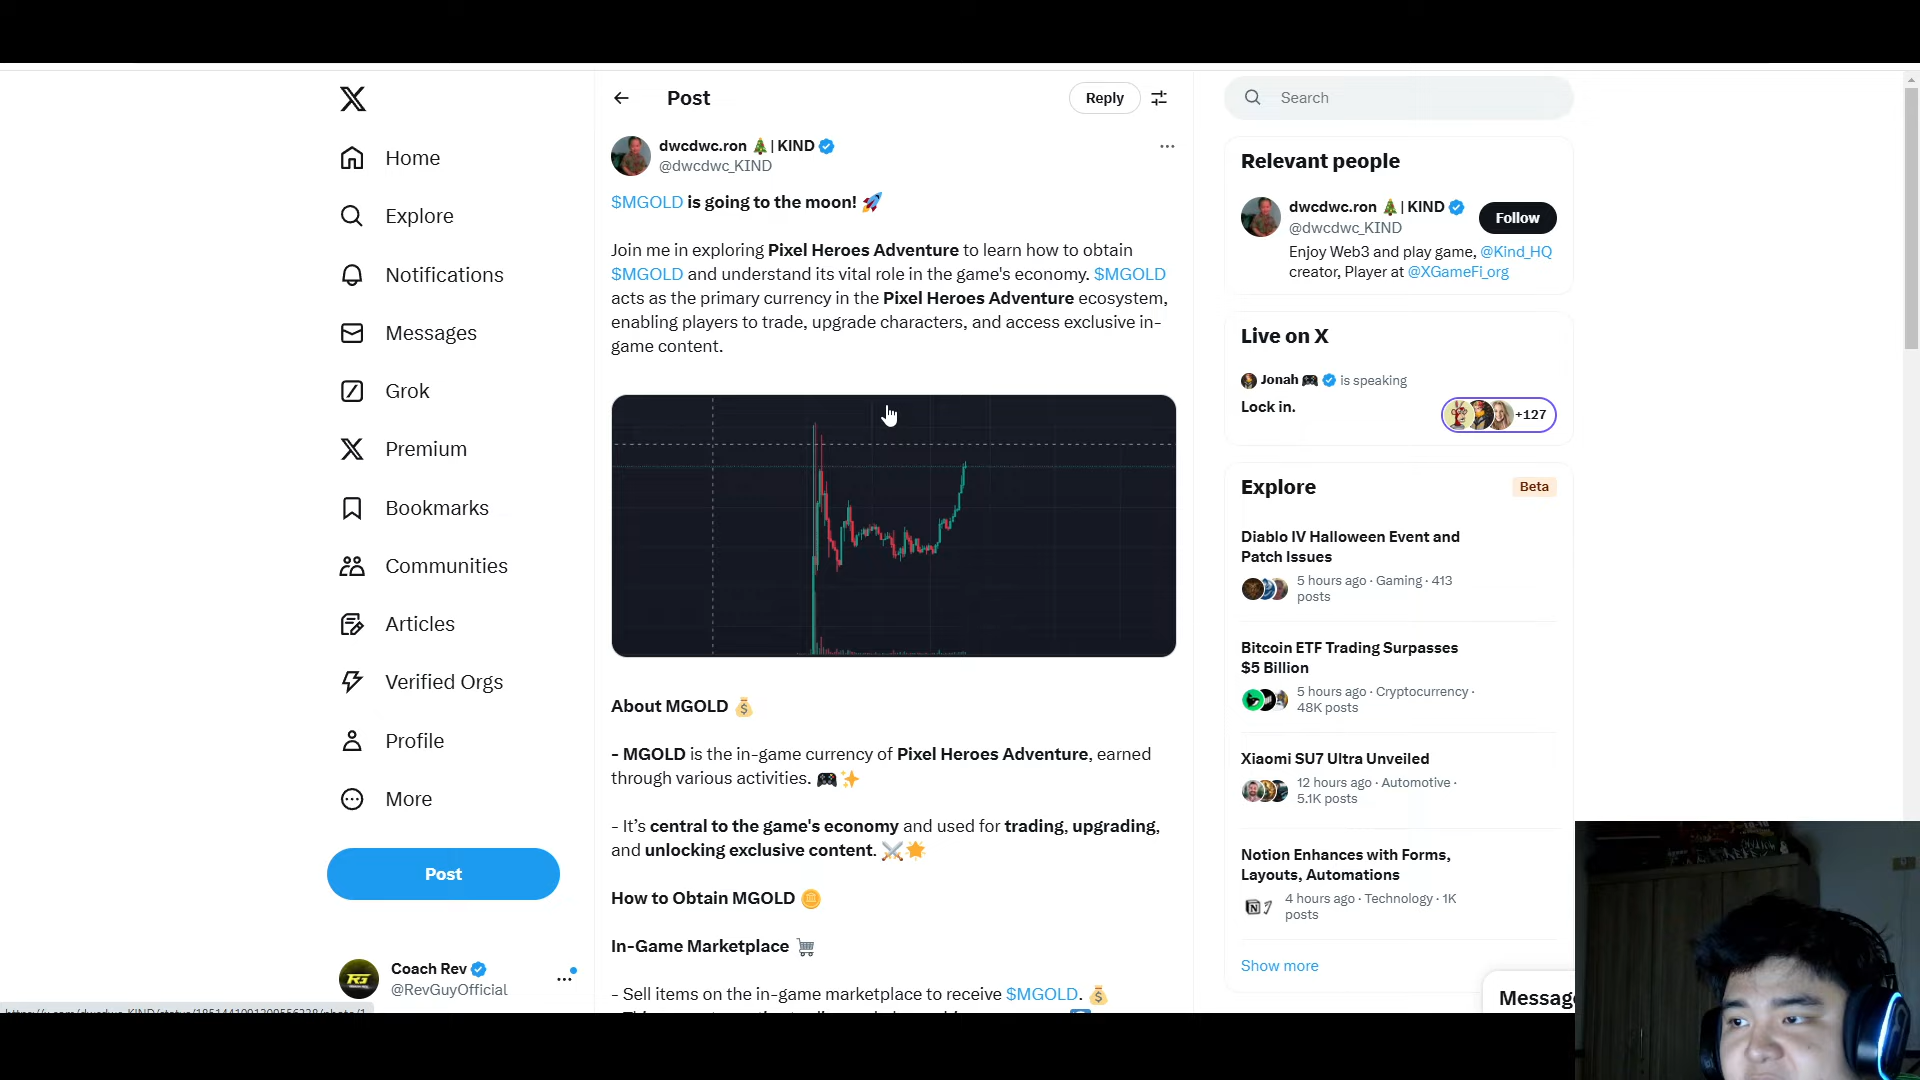 Home
Explore
Notifications
Messages
Grok
Premium
Bookmarks
Communities
Articles
Verified Orgs
Profile
More
Post
Coach Rev
@RevGuyOfficial
Post
Reply
dwcdwc.ron 🎄| KIND
@dwcdwc_KIND
$MGOLD is going to the moon! 🚀
Join me in exploring Pixel Heroes Adventure to learn how to obtain
$MGOLD and understand its vital role in the game's economy. $MGOLD
acts as the primary currency in the Pixel Heroes Adventure ecosystem,
enabling players to trade, upgrade characters, and access exclusive in-
game content.
About MGOLD 💰
- MGOLD is the in-game currency of Pixel Heroes Adventure, earned
through various activities. 🎮✨
- It’s central to the game's economy and used for trading, upgrading,
and unlocking exclusive content. ⚔️🌟
How to Obtain MGOLD 🪙
In-Game Marketplace 🛒
- Sell items on the in-game marketplace to receive $MGOLD. 💰
Search
Relevant people
dwcdwc.ron 🎄| KIND
@dwcdwc_KIND
Follow
Enjoy Web3 and play game, @Kind_HQ
creator, Player at @XGameFi_org
Live on X
Jonah 🎮 is speaking
Lock in.
+127
Explore
Beta
Diablo IV Halloween Event and
Patch Issues
5 hours ago · Gaming · 413
posts
Bitcoin ETF Trading Surpasses
$5 Billion
5 hours ago · Cryptocurrency ·
48K posts
Xiaomi SU7 Ultra Unveiled
12 hours ago · Automotive ·
5.1K posts
Notion Enhances with Forms,
Layouts, Automations
4 hours ago · Technology · 1K
posts
Show more
Message